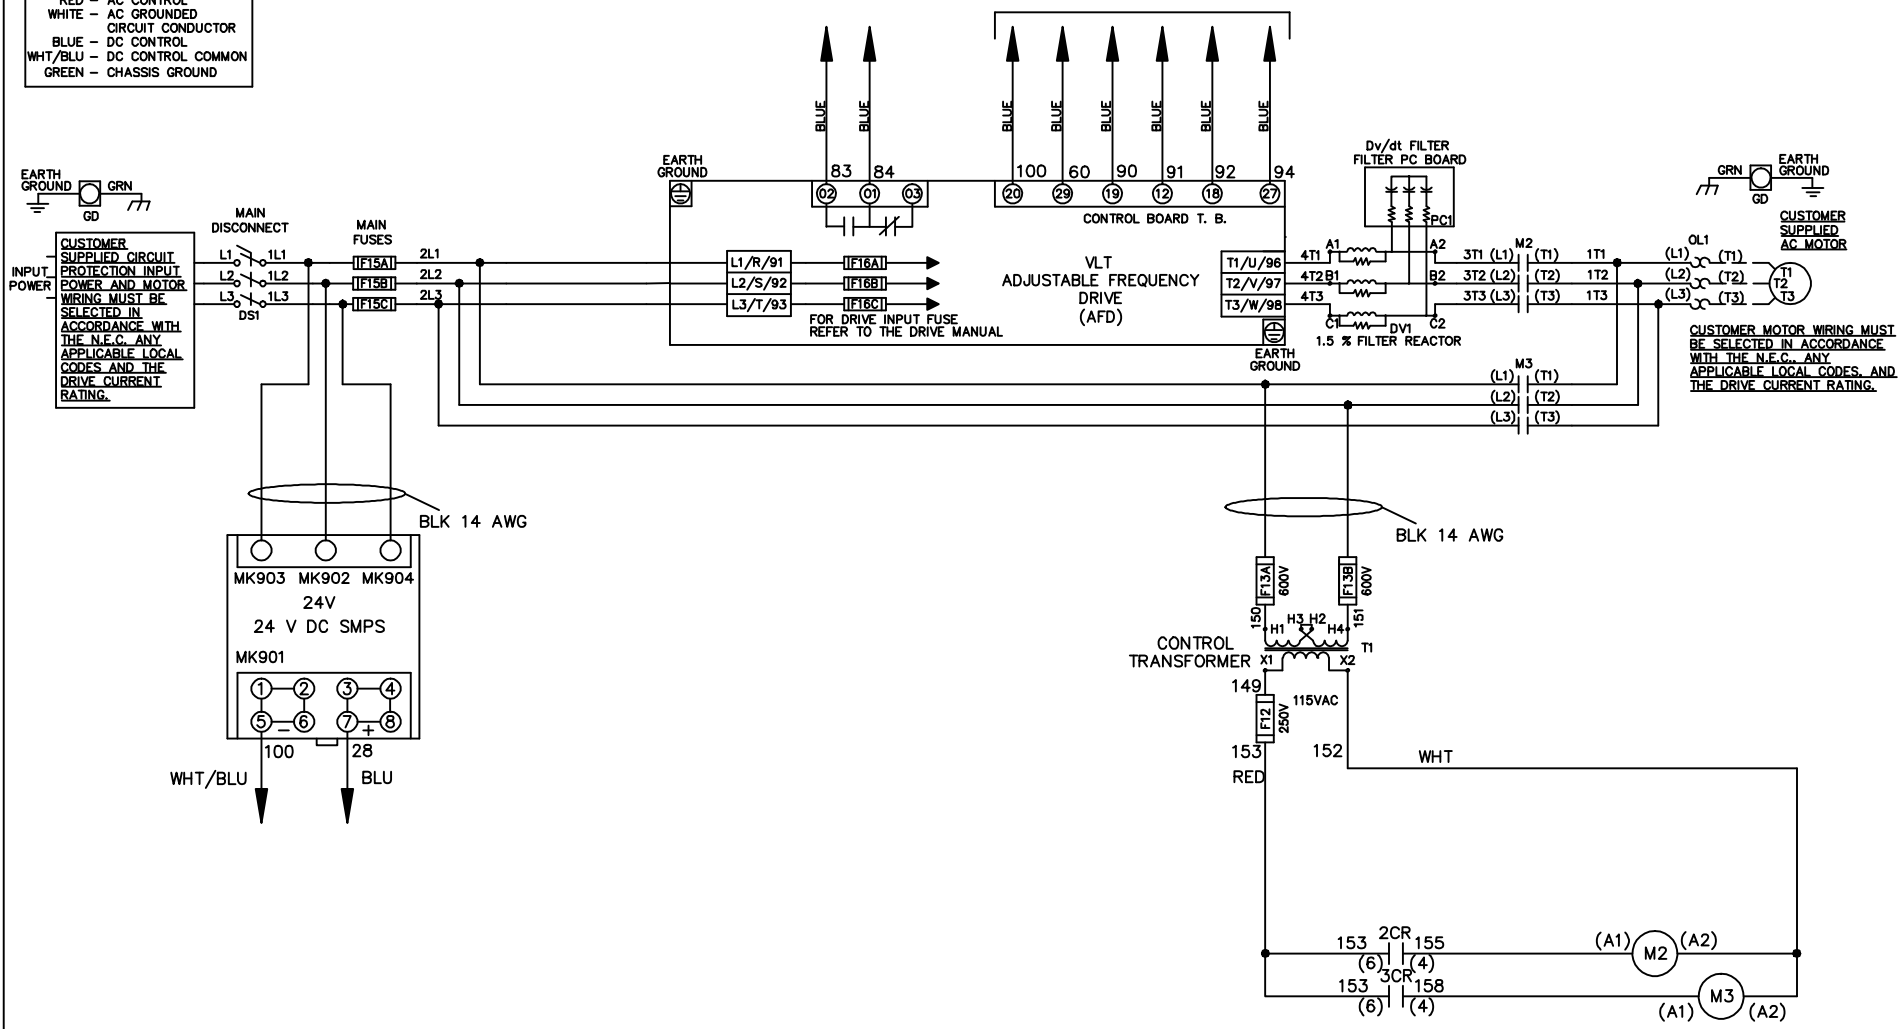 RED – AC CONTROL
WHITE – AC GROUNDED
CIRCUIT CONDUCTOR
BLUE – DC CONTROL
WHT/BLU – DC CONTROL COMMON
GREEN – CHASSIS GROUND
BLUE
BLUE
BLUE
BLUE
BLUE
BLUE
BLUE
BLUE
EARTH
GROUND
GRN
GD
MAIN
DISCONNECT
MAIN
FUSES
INPUT
POWER
CUSTOMER
SUPPLIED CIRCUIT
PROTECTION INPUT
POWER AND MOTOR
WIRING MUST BE
SELECTED IN
ACCORDANCE WITH
THE N.E.C. ANY
APPLICABLE LOCAL
CODES AND THE
DRIVE CURRENT
RATING.
L1 1L1
L2 1L2
L3 1L3
DS1
F15A
F15B
F15C
2L1
2L2
2L3
EARTH
GROUND
83 84
02 01 03
100 60 90 91 92 94
20 29 19 12 18 27
CONTROL BOARD T. B.
L1/R/91
L2/S/92
L3/T/93
F16A
F16B
F16C
FOR DRIVE INPUT FUSE
REFER TO THE DRIVE MANUAL
VLT
ADJUSTABLE FREQUENCY
DRIVE
(AFD)
T1/U/96
T2/V/97
T3/W/98
EARTH
GROUND
4T1
4T2
4T3
Dv/dt FILTER
FILTER PC BOARD
PC1
A1 A2
B1 B2
C1 C2
DV1
1.5 % FILTER REACTOR
M2
3T1 (L1) (T1) 1T1
3T2 (L2) (T2) 1T2
3T3 (L3) (T3) 1T3
OL1
(L1) (T1)
(L2) (T2)
(L3) (T3)
T1
T2
T3
GRN
EARTH
GROUND
GD
CUSTOMER
SUPPLIED
AC MOTOR
CUSTOMER MOTOR WIRING MUST
BE SELECTED IN ACCORDANCE
WITH THE N.E.C., ANY
APPLICABLE LOCAL CODES, AND
THE DRIVE CURRENT RATING.
M3
(L1) (T1)
(L2) (T2)
(L3) (T3)
BLK 14 AWG
MK903 MK902 MK904
24V
24 V DC SMPS
MK901
1 2 3 4
5 6 7 8
– +
100 28
WHT/BLU BLU
BLK 14 AWG
F13A
600V
F13B
600V
150
151
H1 H3 H2 H4
T1
CONTROL
TRANSFORMER
X1 X2
149
115VAC
F12
250V
153 152
RED
WHT
2CR
153 155
(6) (4)
(A1) M2 (A2)
3CR
153 158
(6) (4)
(A1) M3 (A2)